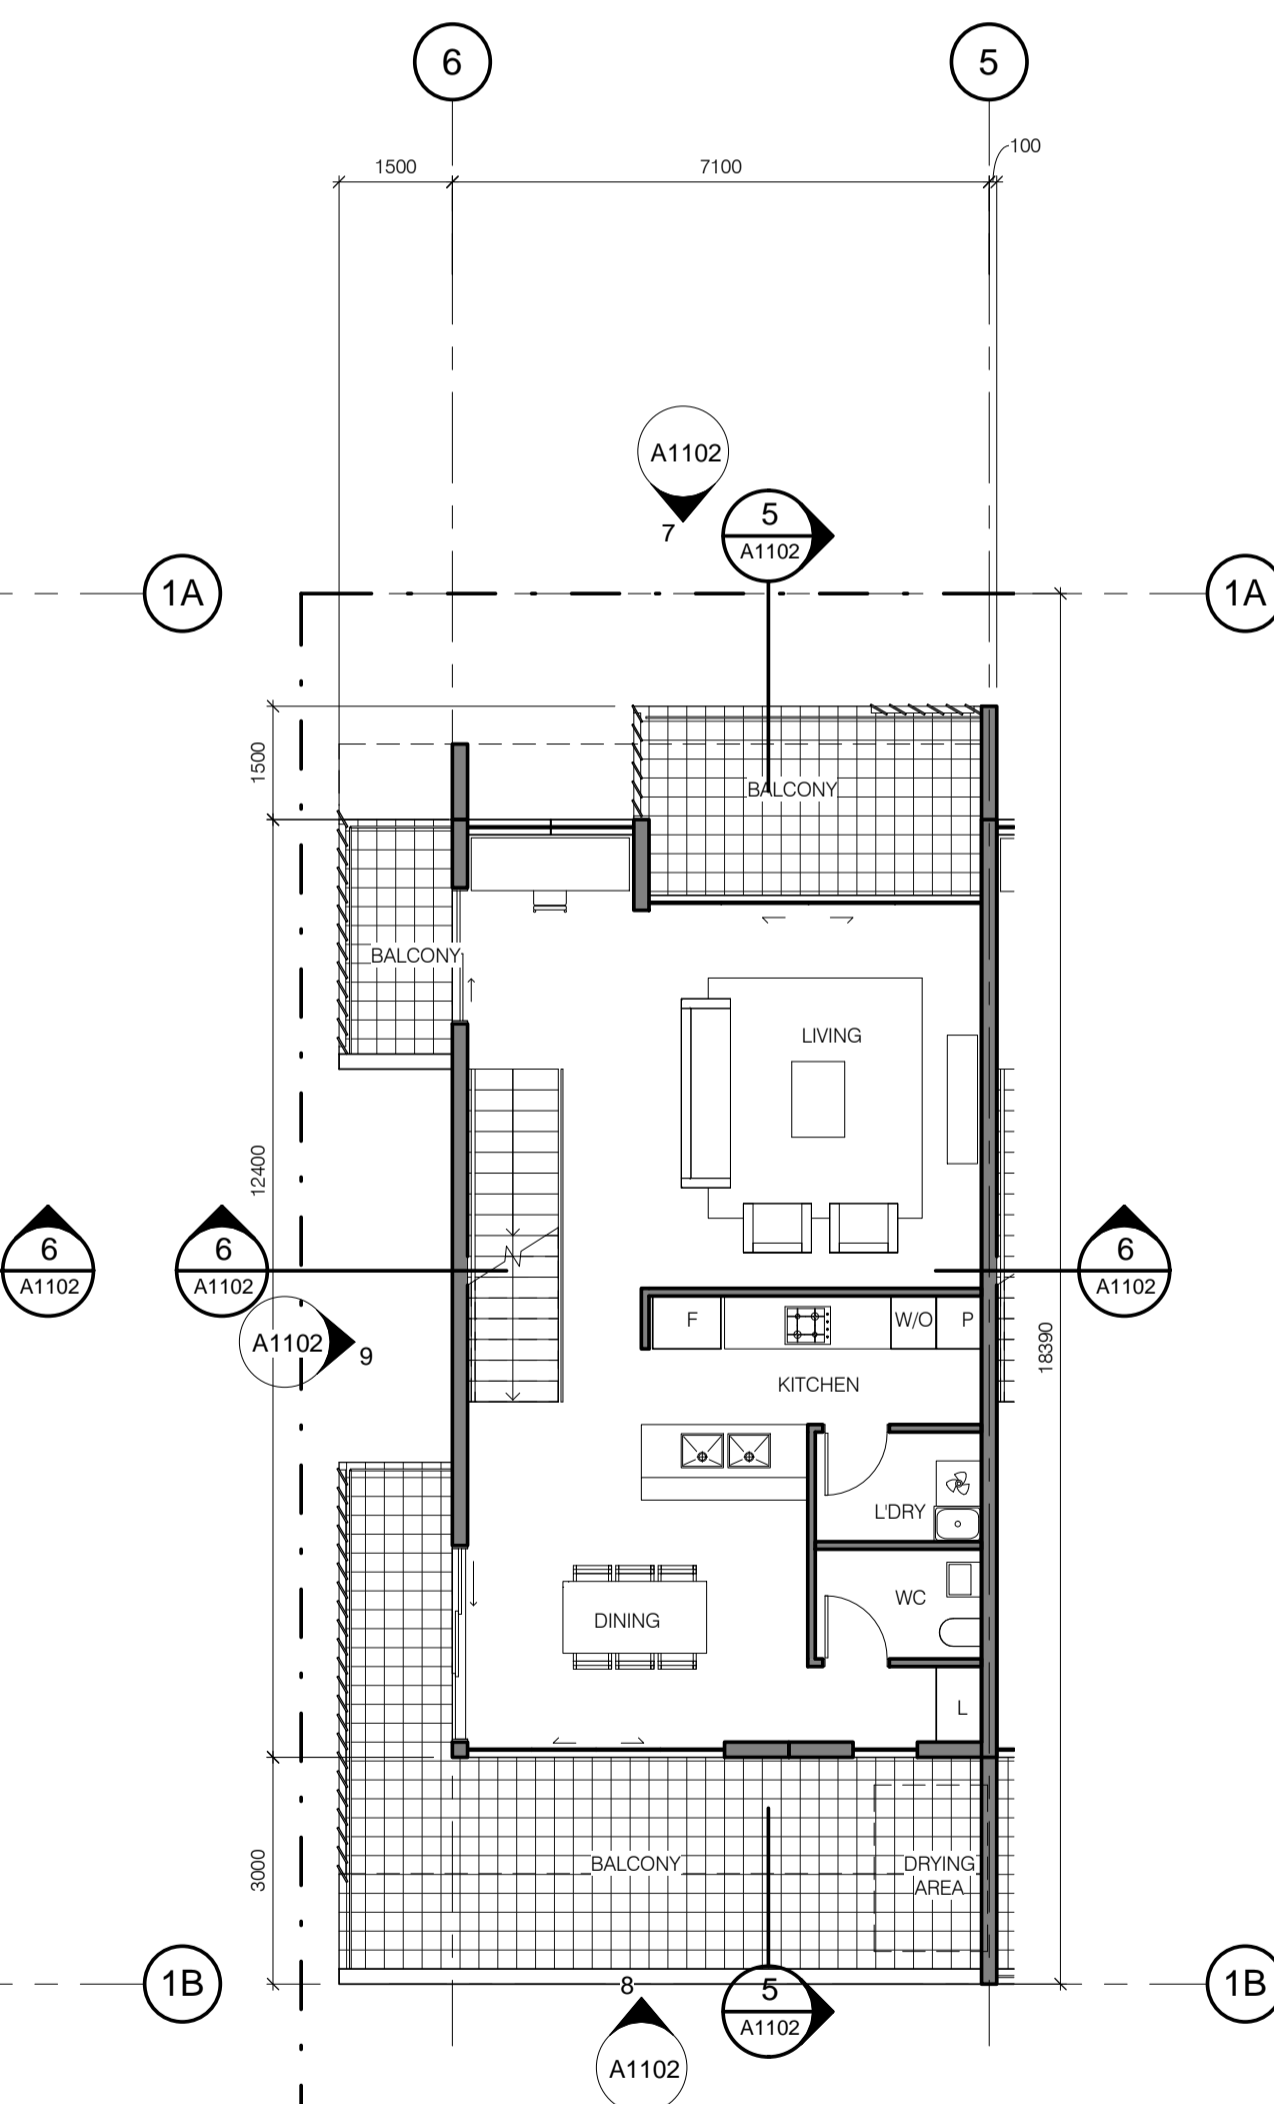 6
5
1500
7100
100
A1102
7
5
A1102
1A
1A
1500
BALCONY
BALCONY
LIVING
12400
6
A1102
6
A1102
6
A1102
A1102
9
F
W/O
P
18390
KITCHEN
L'DRY
WC
DINING
L
3000
BALCONY
DRYING
AREA
1B
8
5
A1102
1B
A1102